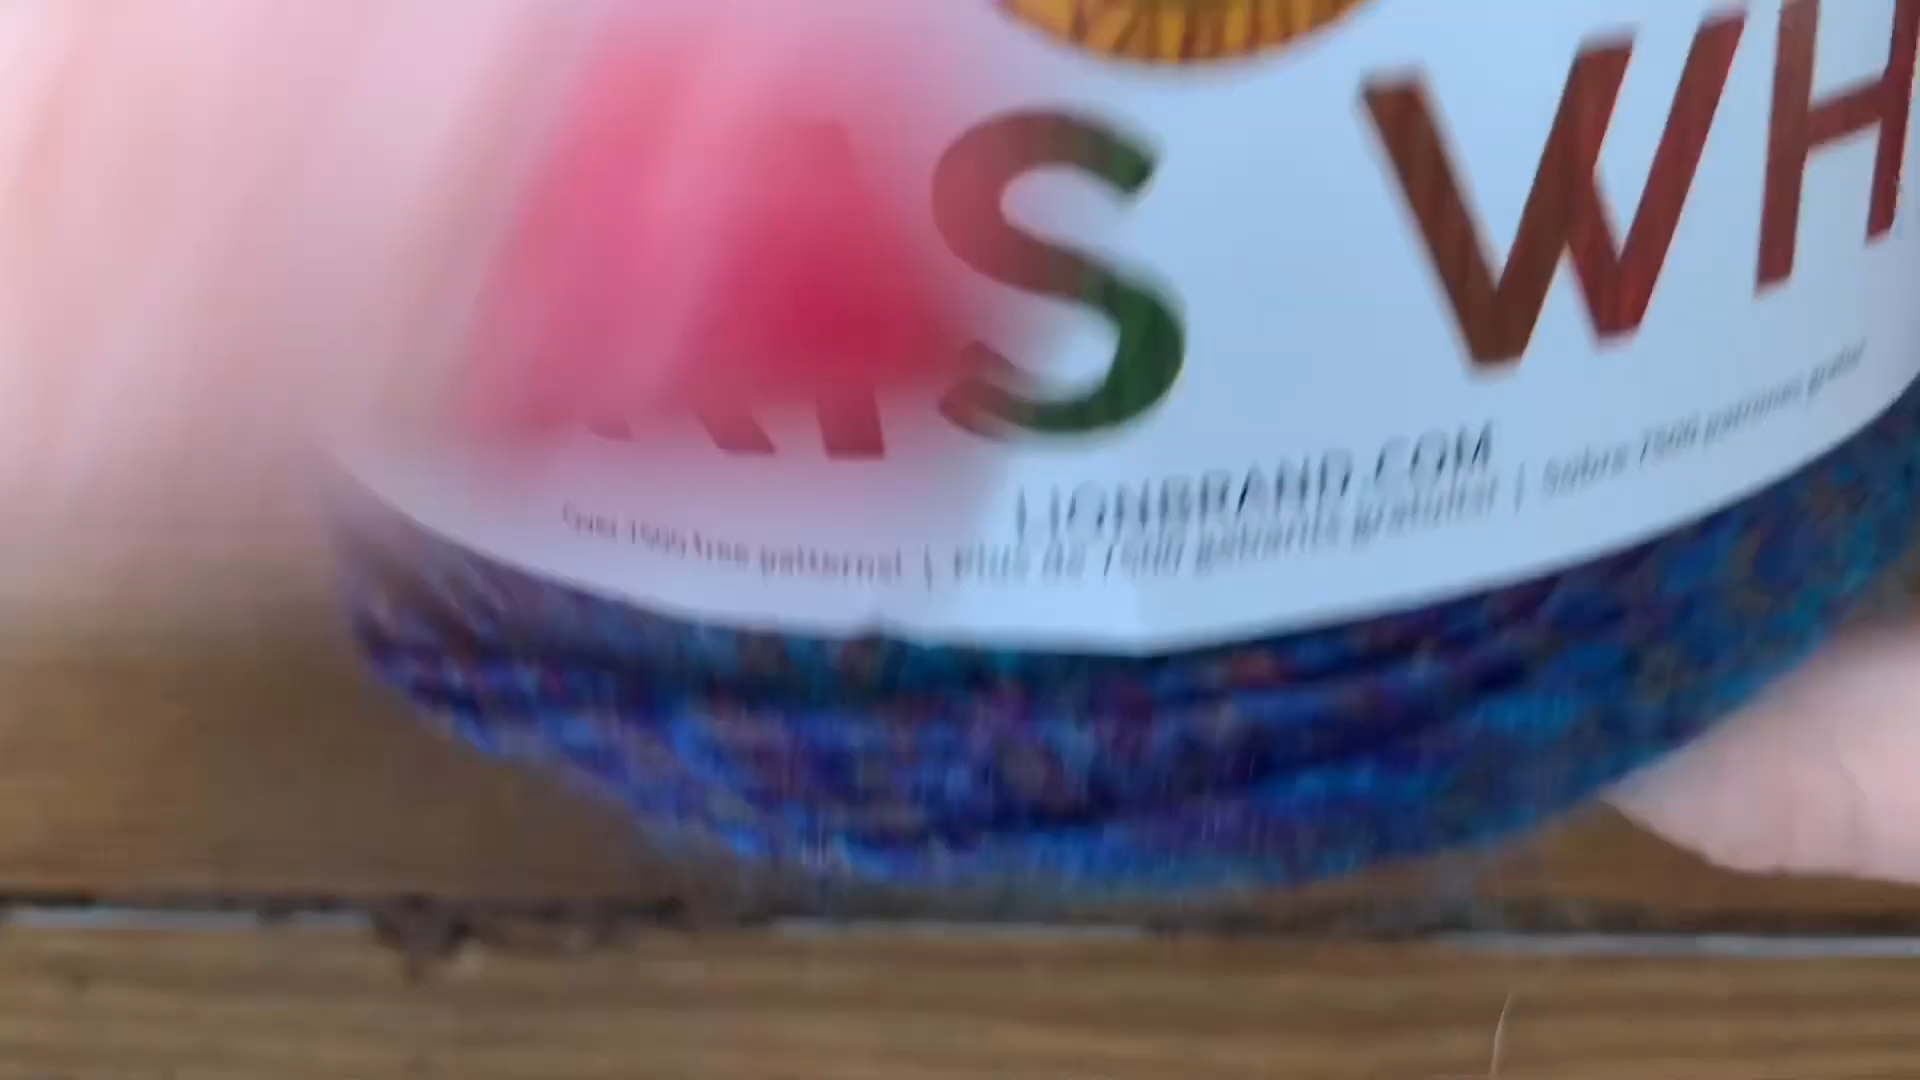 S WH
LIONBRAND.COM
Over 7500 free patterns! | Plus de 7500 patrons gratuits! | Sobre 7500 patrones gratis!